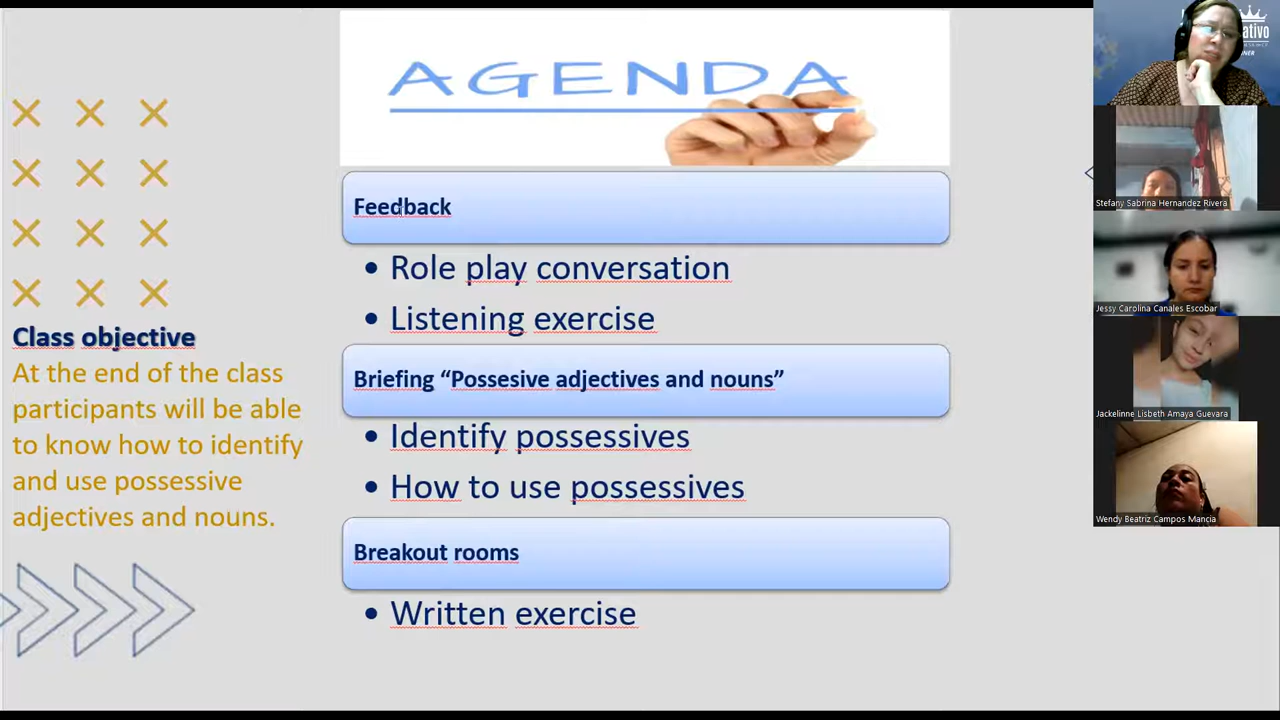 AGENDA
Feedback
• Role play conversation
• Listening exercise
Briefing “Possesive adjectives and nouns”
• Identify possessives
• How to use possessives
Breakout rooms
• Written exercise
Class objective
At the end of the class
participants will be able
to know how to identify
and use possessive
adjectives and nouns.
Stefany Sabrina Hernandez Rivera
Jessy Carolina Canales Escobar
Jackelinne Lisbeth Amaya Guevara
Wendy Beatriz Campos Mancia